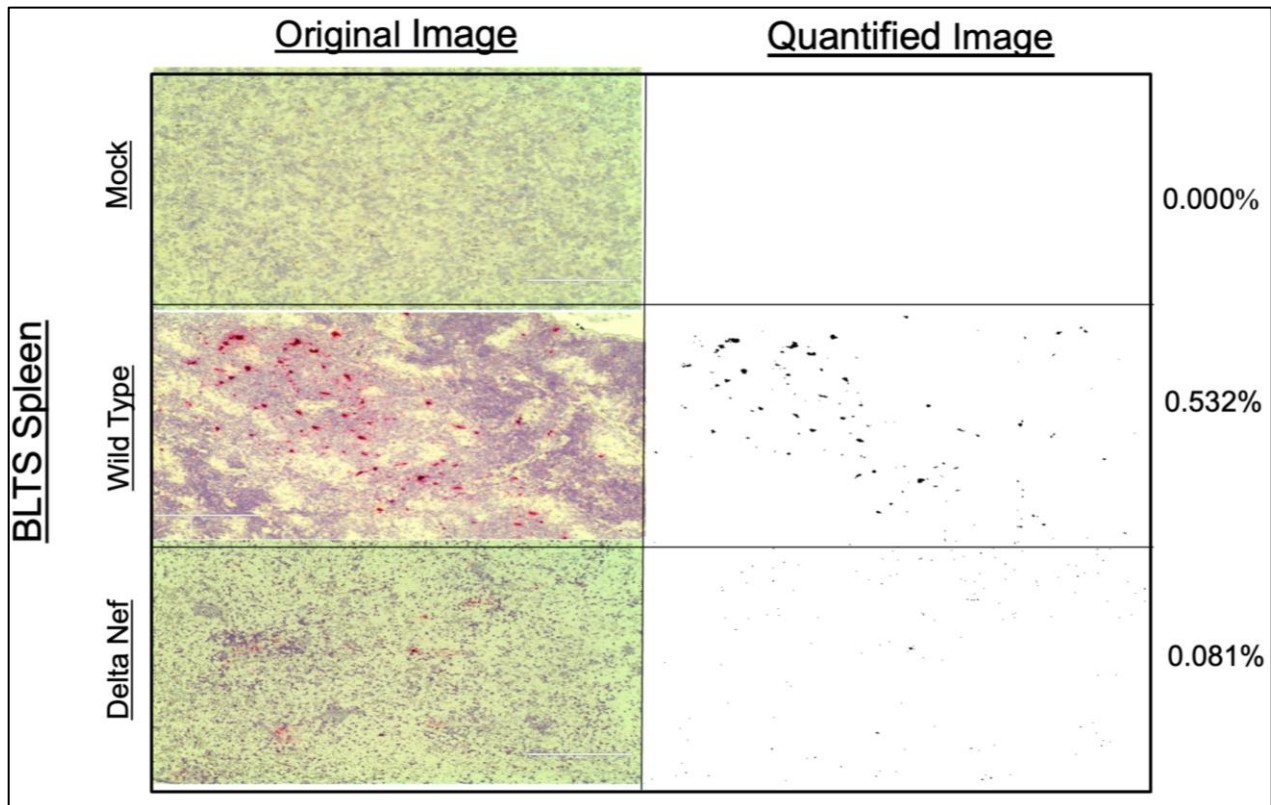 Original Image
Quantified Image
BLTS Spleen
Mock
0.000%
Wild Type
0.532%
Delta Nef
0.081%